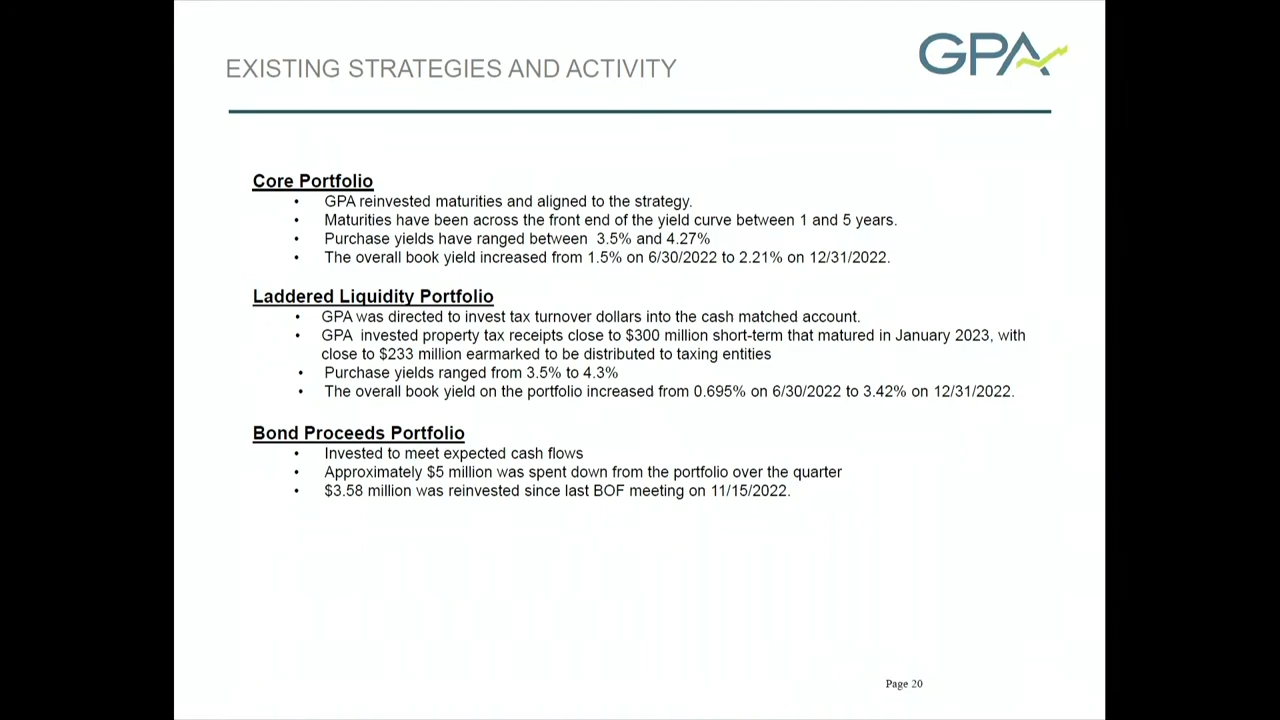 EXISTING STRATEGIES AND ACTIVITY
GPA
Core Portfolio
• GPA reinvested maturities and aligned to the strategy.
• Maturities have been across the front end of the yield curve between 1 and 5 years.
• Purchase yields have ranged between 3.5% and 4.27%
• The overall book yield increased from 1.5% on 6/30/2022 to 2.21% on 12/31/2022.
Laddered Liquidity Portfolio
• GPA was directed to invest tax turnover dollars into the cash matched account.
• GPA invested property tax receipts close to $300 million short-term that matured in January 2023, with
close to $233 million earmarked to be distributed to taxing entities
• Purchase yields ranged from 3.5% to 4.3%
• The overall book yield on the portfolio increased from 0.695% on 6/30/2022 to 3.42% on 12/31/2022.
Bond Proceeds Portfolio
• Invested to meet expected cash flows
• Approximately $5 million was spent down from the portfolio over the quarter
• $3.58 million was reinvested since last BOF meeting on 11/15/2022.
Page 20